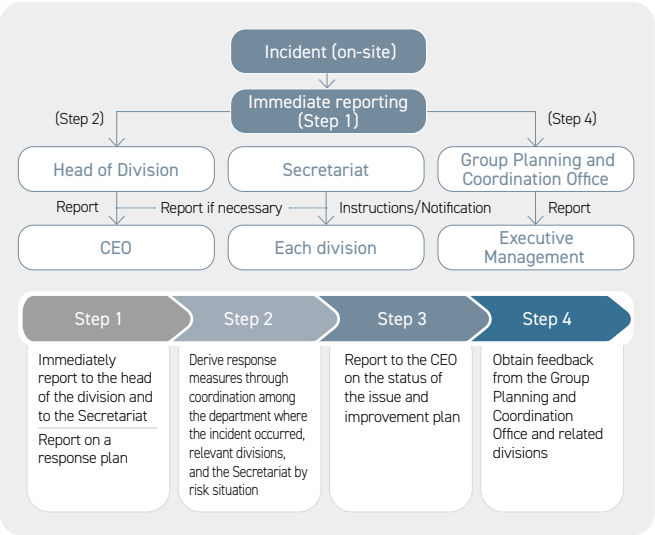 Incident (on-site)
Immediate reporting
(Step 1)
(Step 2)
(Step 4)
Head of Division
Secretariat
Group Planning and
Coordination Office
Report
Report if necessary
Instructions/Notification
Report
CEO
Each division
Executive
Management
Step 1
Step 2
Step 3
Step 4
Immediately
report to the head
of the division and
to the Secretariat
Report on a
response plan
Derive response
measures through
coordination among
the department where
the incident occurred,
relevant divisions,
and the Secretariat by
risk situation
Report to the CEO
on the status of
the issue and
improvement plan
Obtain feedback
from the Group
Planning and
Coordination
Office and related
divisions